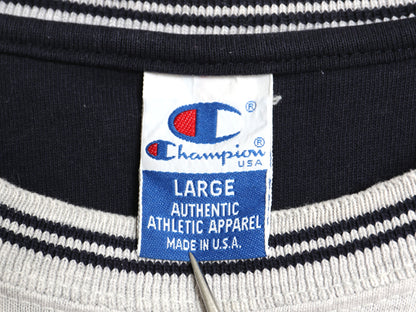 ®
Champion®
USA
LARGE
AUTHENTIC
ATHLETIC APPAREL
MADE IN U.S.A.